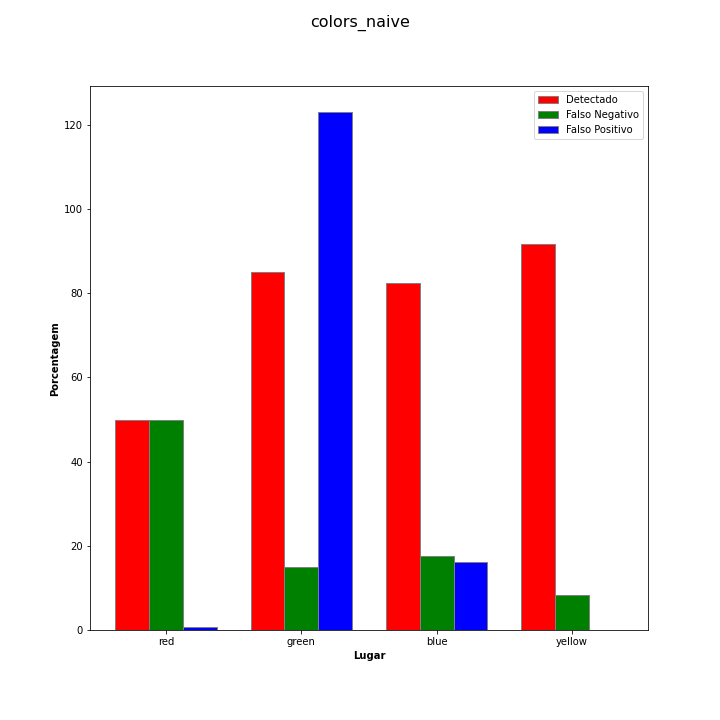 colors_naive
Detectado
Falso Negativo
Falso Positivo
120
100
80
60
40
20
0
Porcentagem
red green blue yellow
Lugar